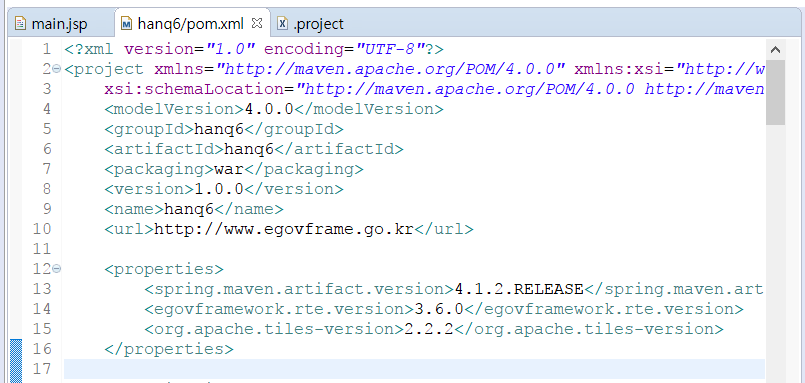 main.jsp hanq6/pom.xml .project
1 <?xml version="1.0" encoding="UTF-8"?>
2 <project xmlns="http://maven.apache.org/POM/4.0.0" xmlns:xsi="http://w
3 xsi:schemaLocation="http://maven.apache.org/POM/4.0.0 http://maven
4 <modelVersion>4.0.0</modelVersion>
5 <groupId>hanq6</groupId>
6 <artifactId>hanq6</artifactId>
7 <packaging>war</packaging>
8 <version>1.0.0</version>
9 <name>hanq6</name>
10 <url>http://www.egovframe.go.kr</url>
11
12 <properties>
13 <spring.maven.artifact.version>4.1.2.RELEASE</spring.maven.art
14 <egovframework.rte.version>3.6.0</egovframework.rte.version>
15 <org.apache.tiles-version>2.2.2</org.apache.tiles-version>
16 </properties>
17